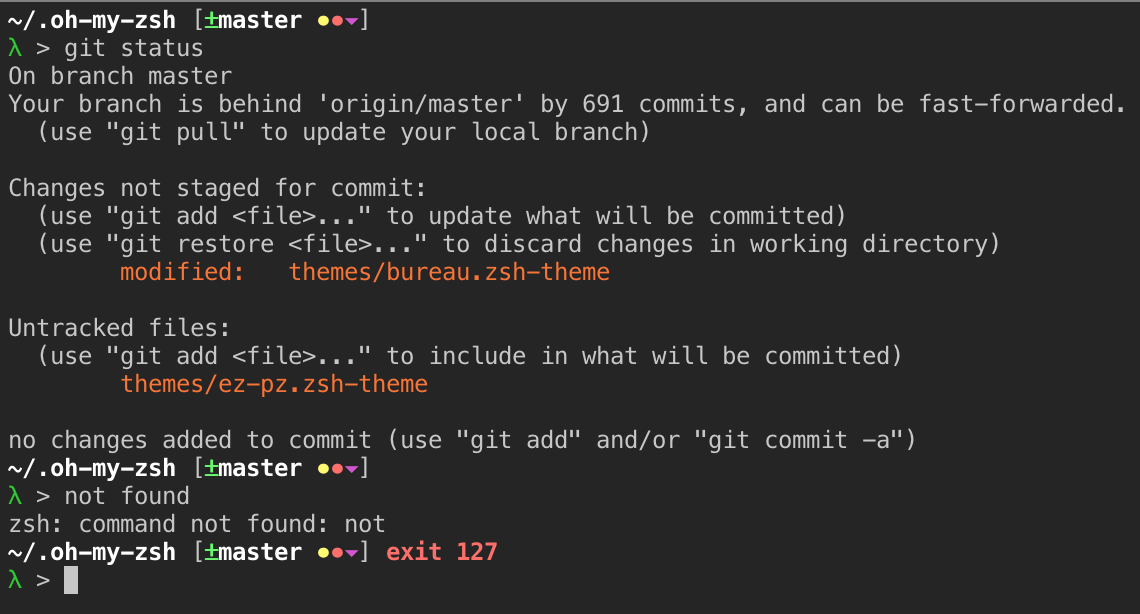 ~/.oh-my-zsh [±master ●●▾]
λ > git status
On branch master
Your branch is behind 'origin/master' by 691 commits, and can be fast-forwarded.
  (use "git pull" to update your local branch)

Changes not staged for commit:
  (use "git add <file>..." to update what will be committed)
  (use "git restore <file>..." to discard changes in working directory)
        modified:   themes/bureau.zsh-theme

Untracked files:
  (use "git add <file>..." to include in what will be committed)
        themes/ez-pz.zsh-theme

no changes added to commit (use "git add" and/or "git commit -a")
~/.oh-my-zsh [±master ●●▾]
λ > not found
zsh: command not found: not
~/.oh-my-zsh [±master ●●▾] exit 127
λ >